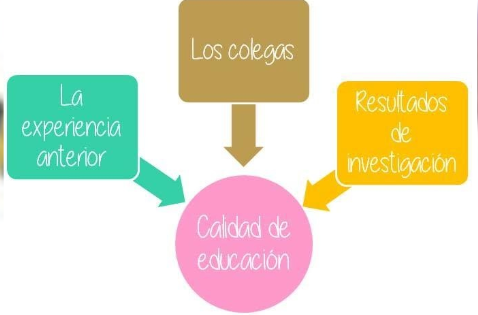 Los colegas
La
experiencia
anterior
Resultados
de
investigación
Calidad de
educación